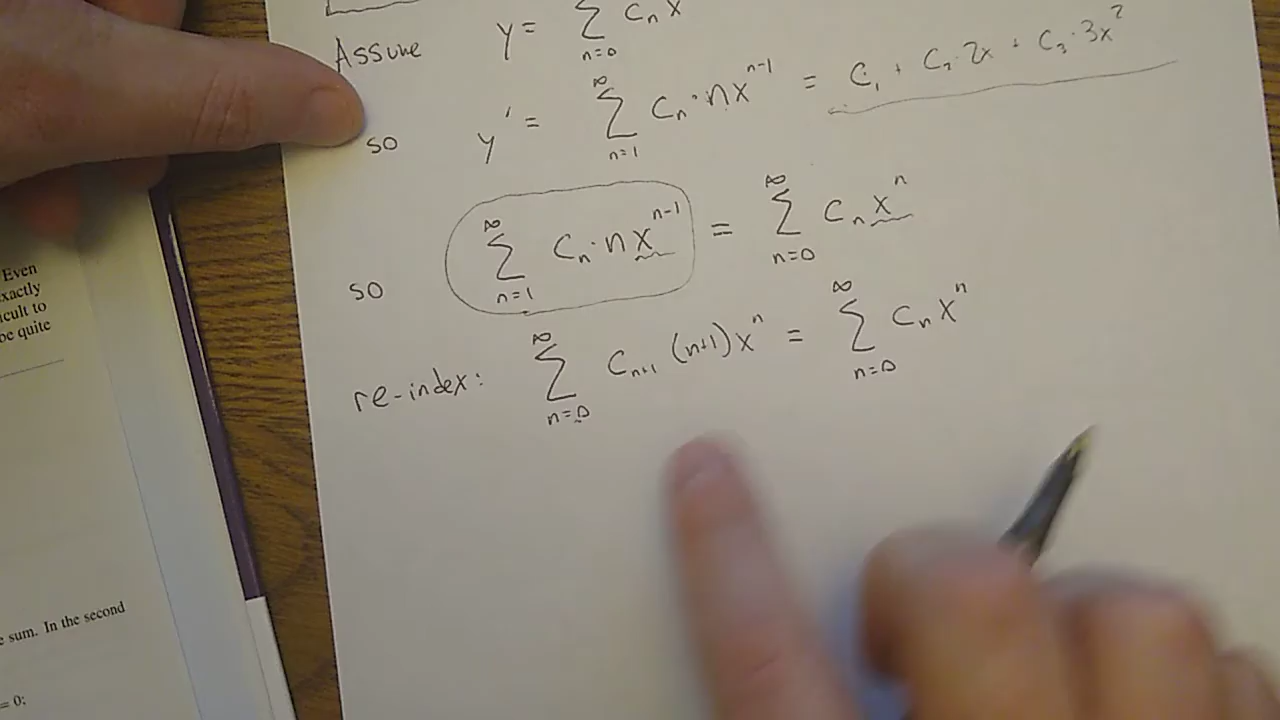 Assume y = ∑_{n=0} c_n x
so y' = ∑_{n=1}^{∞} c_n · n x^{n-1} = c_1 + c_2 · 2x + c_3 · 3x^2
so ∑_{n=1}^{∞} c_n · n x^{n-1} = ∑_{n=0}^{∞} c_n x^n
re-index: ∑_{n=0}^{∞} c_{n+1} (n+1) x^n = ∑_{n=0}^{∞} c_n x^n
Even
xactly
icult to
be quite
sum. In the second
= 0;